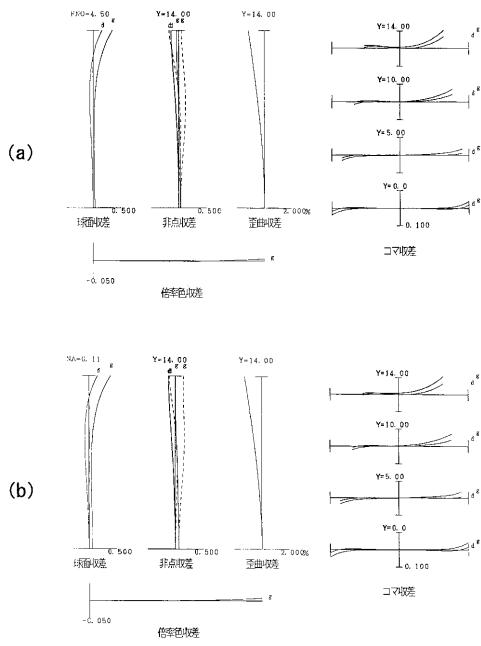 (a)
FNO=4.50
d g
Y=14.00
d g g
Y=14.00
0.500
0.500
2.000%
球面収差
非点収差
歪曲収差
g
-0.050
倍率色収差
Y=14.00
d g
Y=10.00
d g
Y=5.00
d g
Y=0.0
d g
0.100
コマ収差
(b)
NA=0.11
d g
Y=14.00
d g g
Y=14.00
0.500
0.500
2.000%
球面収差
非点収差
歪曲収差
g
-0.050
倍率色収差
Y=14.00
d g
Y=10.00
d g
Y=5.00
d g
Y=0.0
d g
0.100
コマ収差